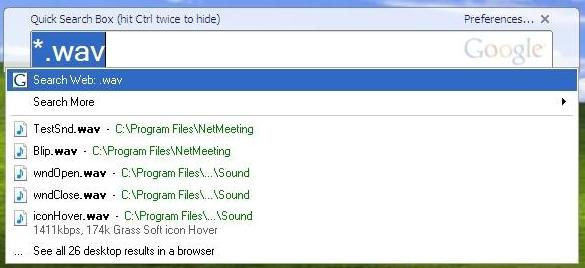 Quick Search Box (hit Ctrl twice to hide) Preferences... ×
*.wav Google
G Search Web: .wav
Search More
TestSnd.wav - C:\Program Files\NetMeeting
Blip.wav - C:\Program Files\NetMeeting
wndOpen.wav - C:\Program Files\...\Sound
wndClose.wav - C:\Program Files\...\Sound
iconHover.wav - C:\Program Files\...\Sound
1411kbps, 174k Grass Soft icon Hover
... See all 26 desktop results in a browser